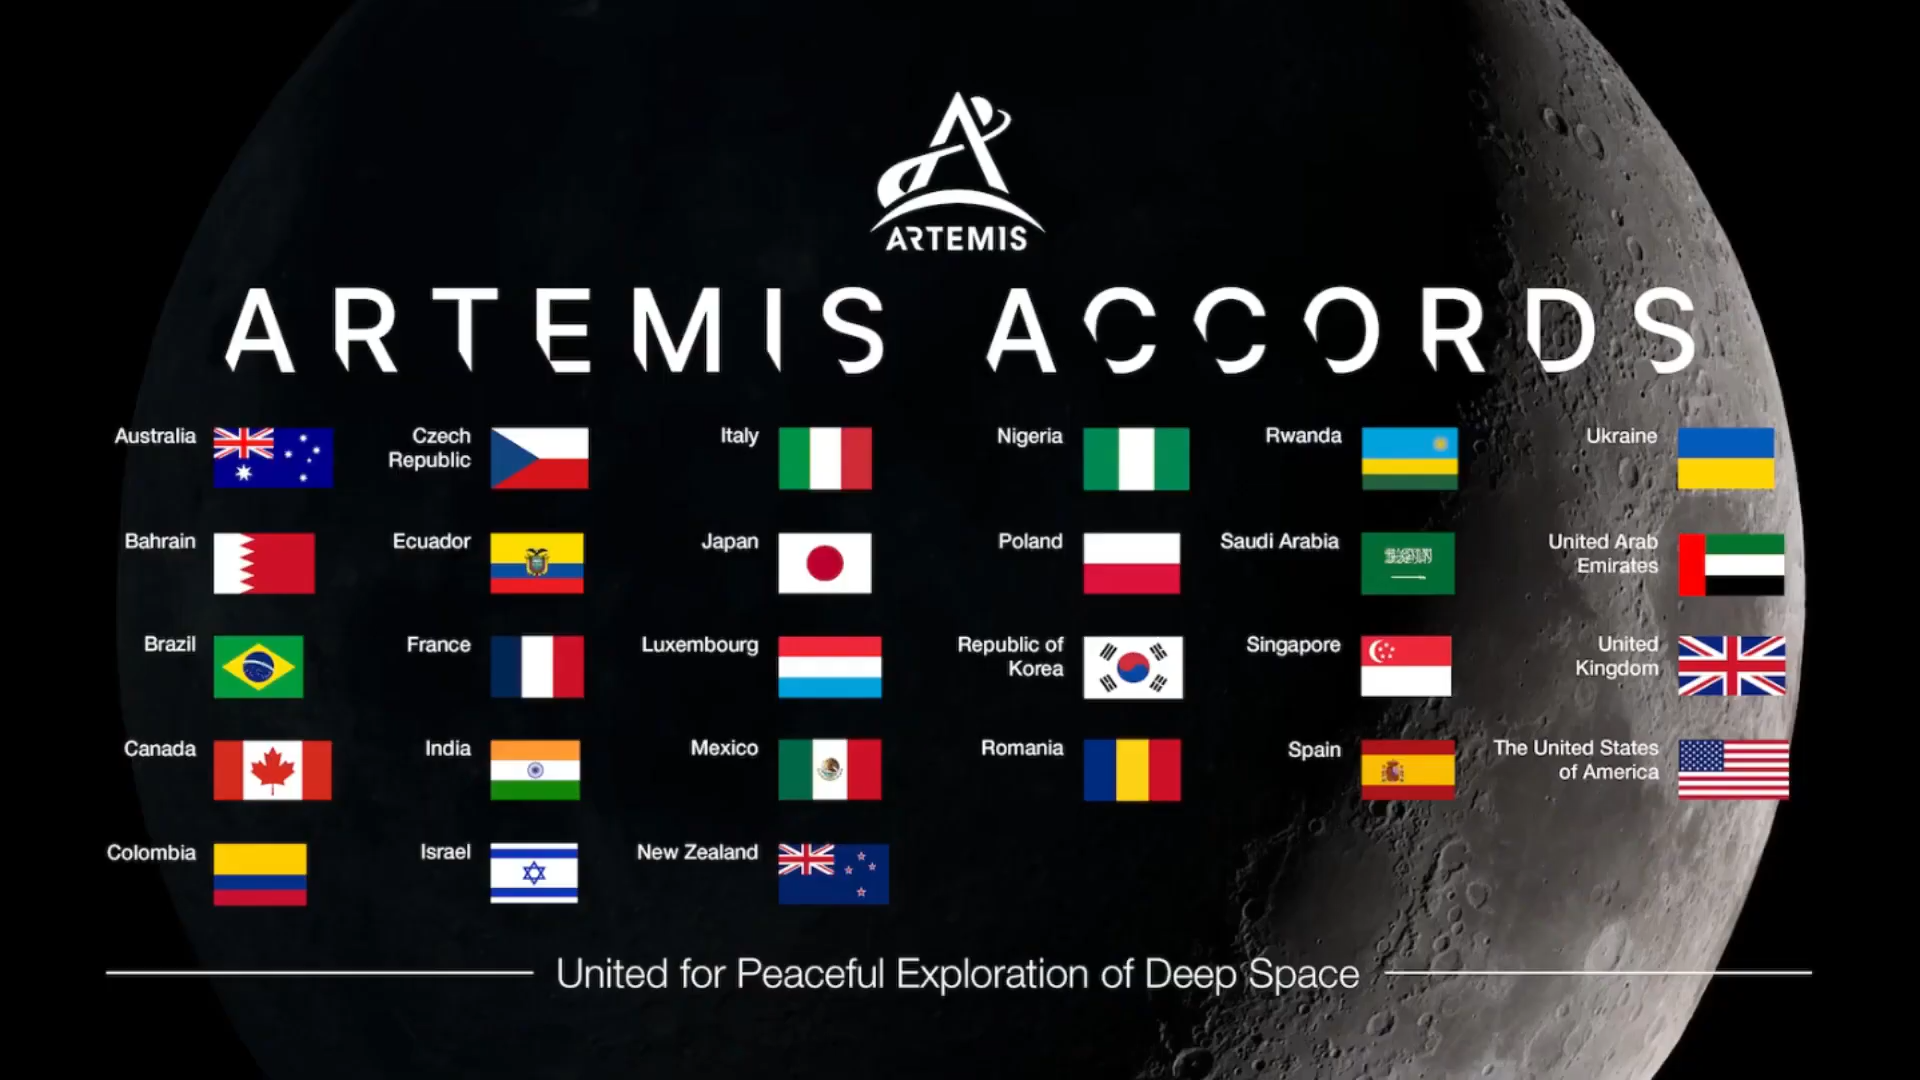 ARTEMIS
ARTEMIS ACCORDS
Australia
Bahrain
Brazil
Canada
Colombia
Czech
Republic
Ecuador
France
India
Israel
Italy
Japan
Luxembourg
Mexico
New Zealand
Nigeria
Poland
Republic of
Korea
Romania
Rwanda
Saudi Arabia
Singapore
Spain
Ukraine
United Arab
Emirates
United
Kingdom
The United States
of America
United for Peaceful Exploration of Deep Space